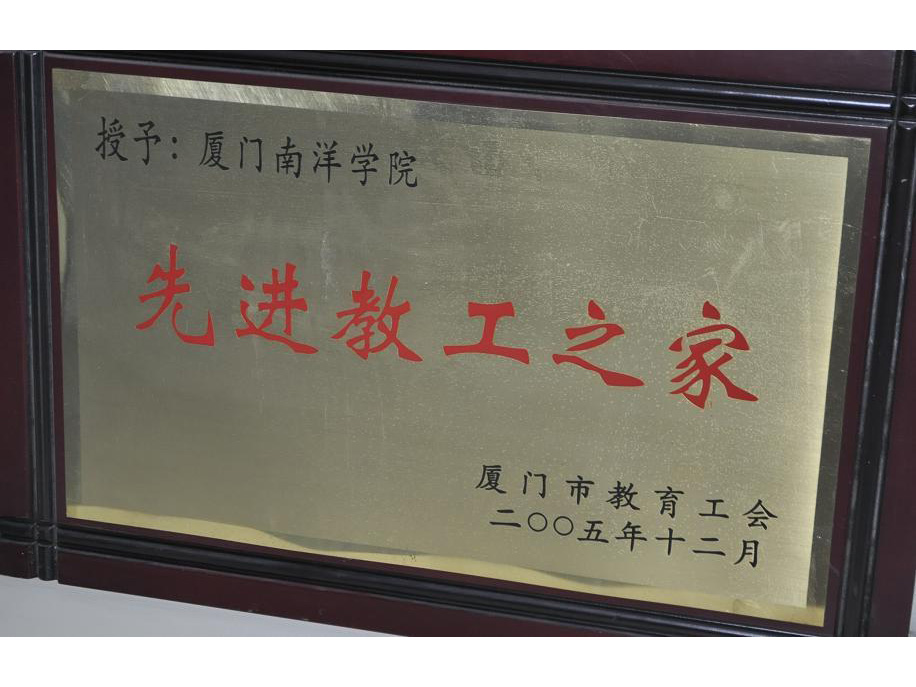 授予：厦门南洋学院
先进教工之家
厦门市教育工会
二〇〇五年十二月